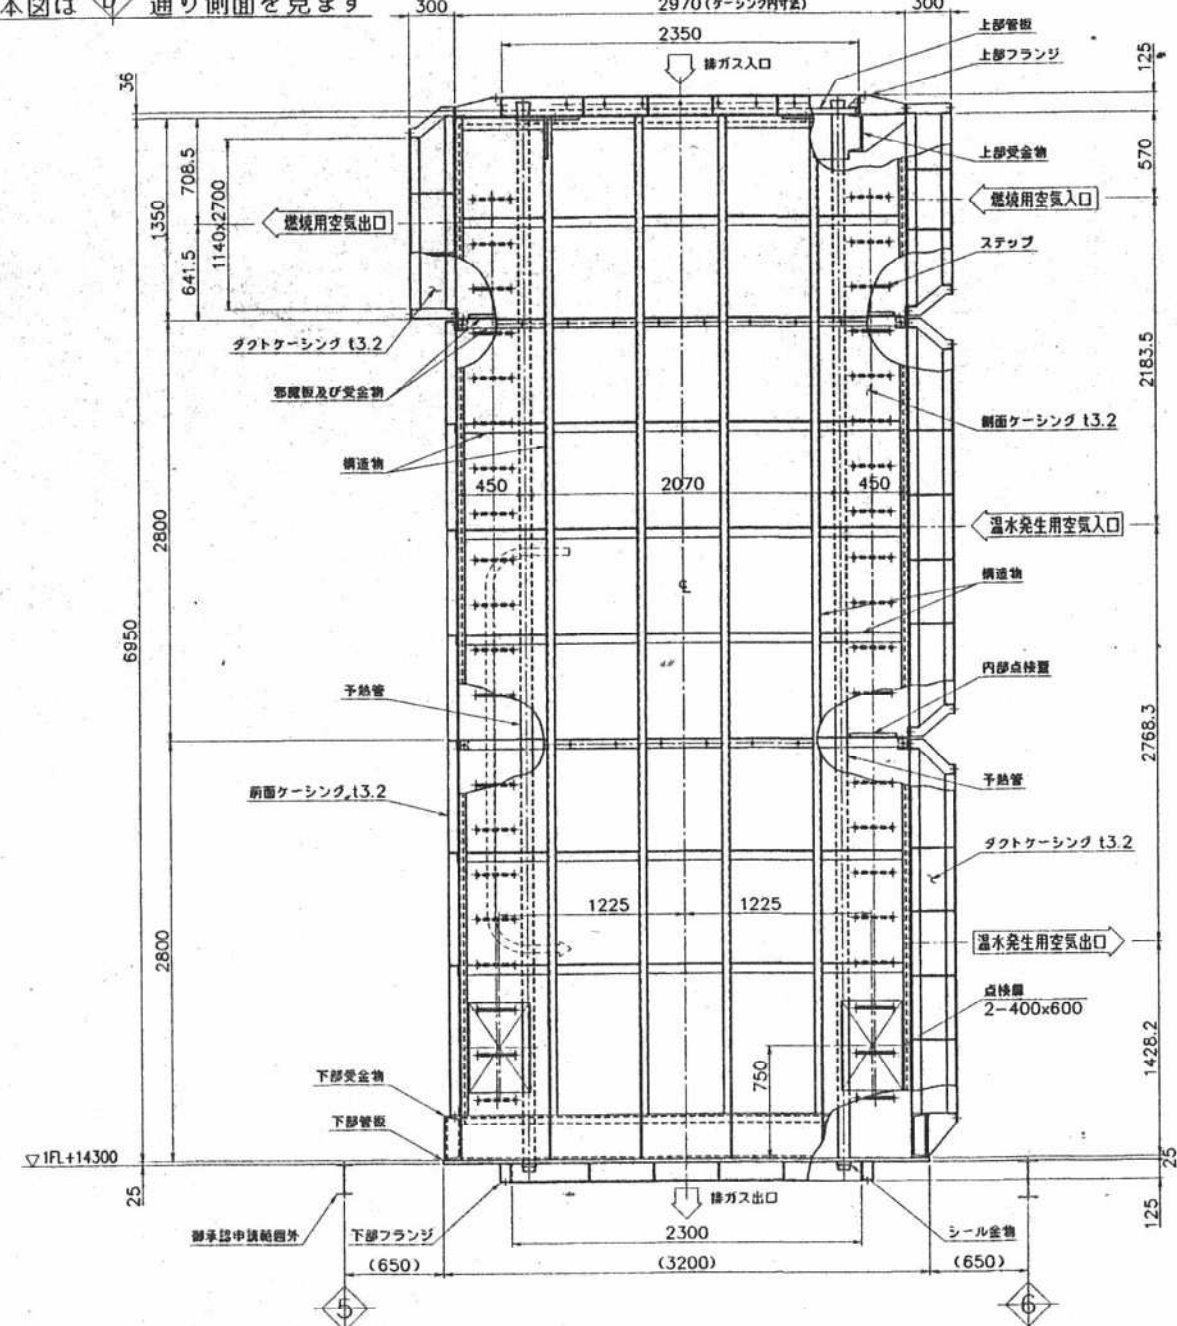 本図は 通り側面を見ます
300
2970(ケーシング内寸法)
300
2350
排ガス入口
上部管板
上部フランジ
125
36
上部受金物
570
708.5
1350
1140x2700
641.5
燃焼用空気出口
燃焼用空気入口
ステップ
ダクトケーシング t3.2
邪魔板及び受金物
2183.5
側面ケーシング t3.2
構造物
450
2070
450
2800
温水発生用空気入口
構造物
6950
内部点検蓋
予熱管
2768.3
予熱管
前面ケーシング t3.2
ダクトケーシング t3.2
1225
1225
温水発生用空気出口
2800
点検扉
2-400x600
750
1428.2
下部受金物
下部管板
▽1FL+14300
25
25
排ガス出口
125
御承認申請範囲外
下部フランジ
2300
シール金物
(650)
(3200)
(650)
5
6